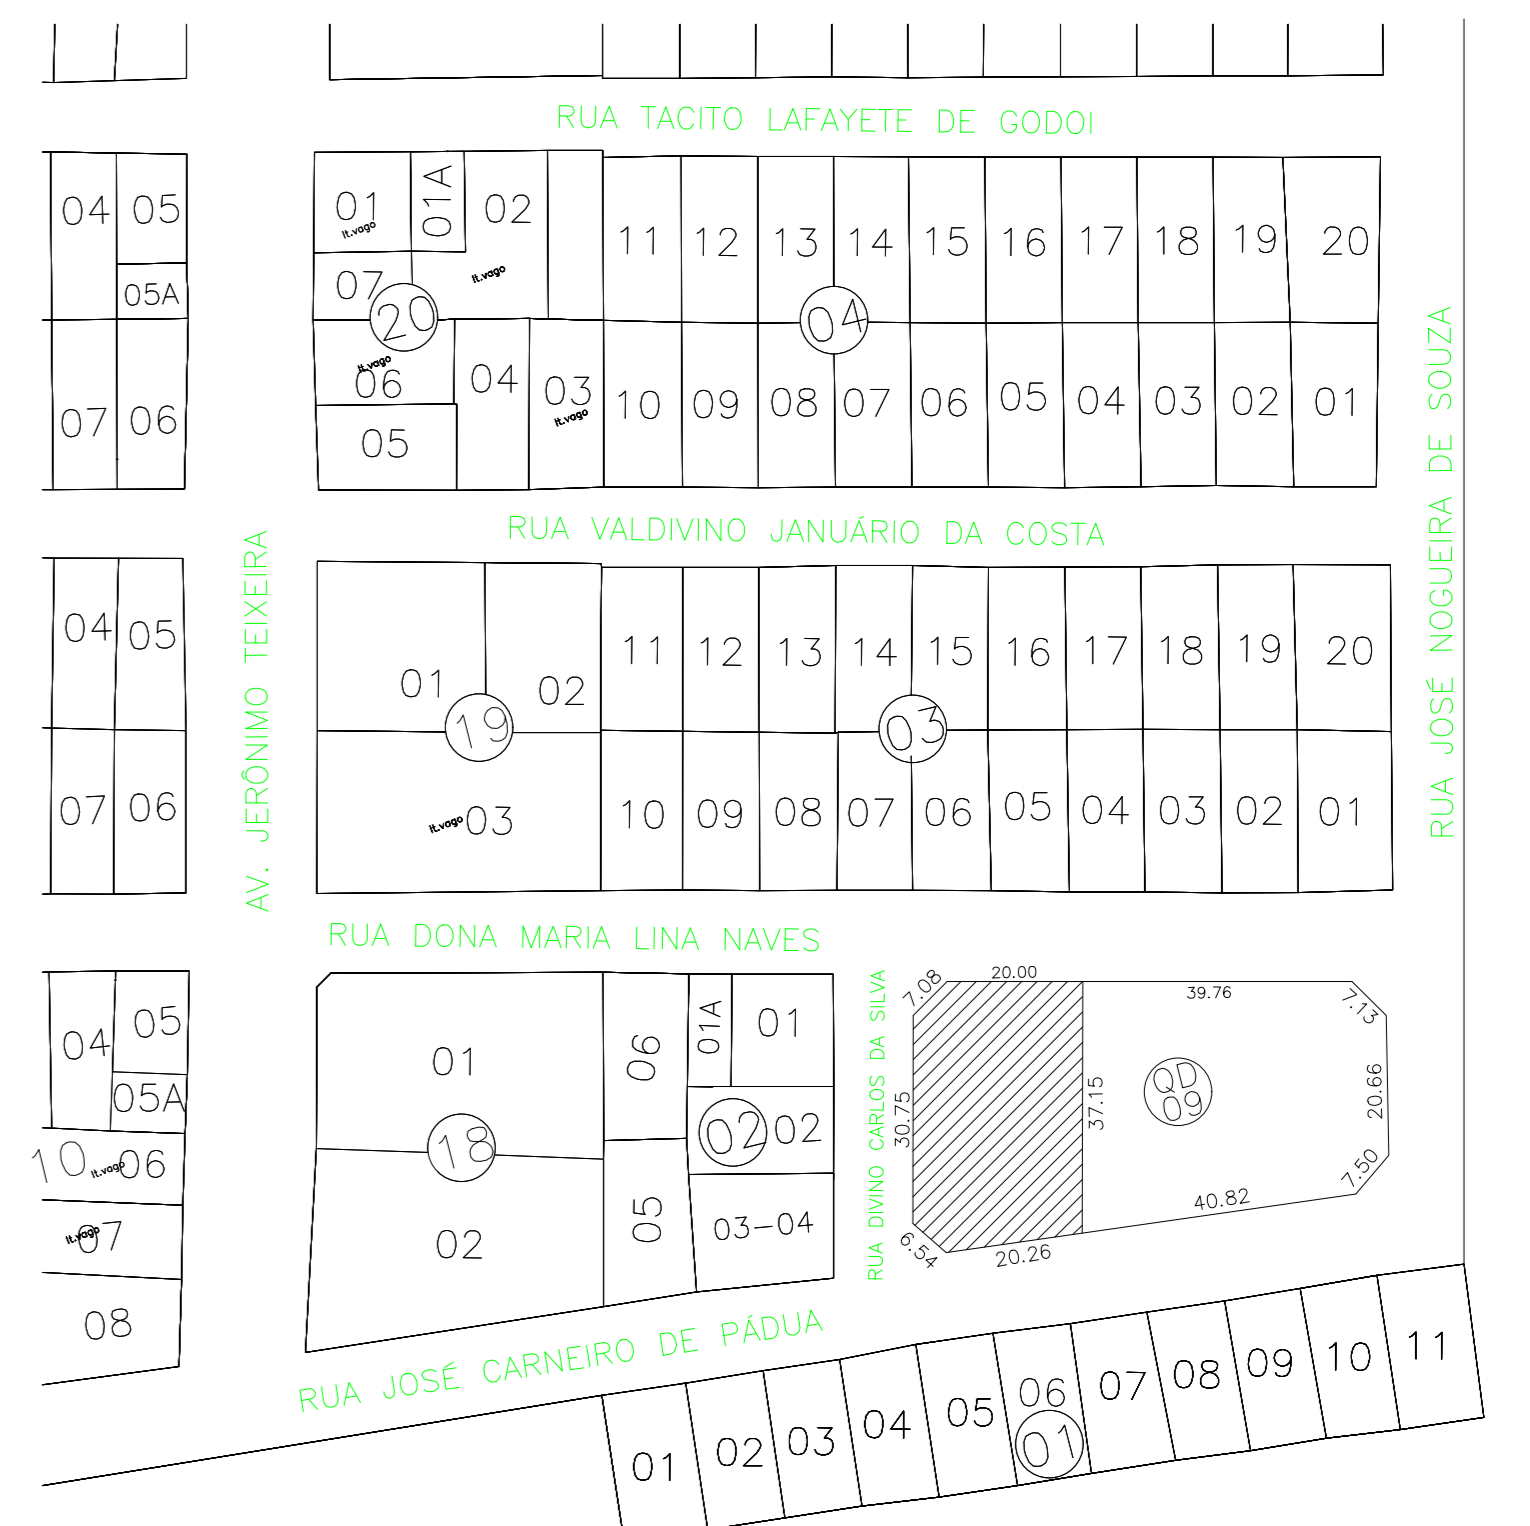 RUA TACITO LAFAYETE DE GODOI
04 05
05A
07 06
01 01A 02
lt.vago
lt.vago
07
20
lt.vago
06 04 03
lt.vago
05
11 12 13 14 15 16 17 18 19 20
04
10 09 08 07 06 05 04 03 02 01
RUA VALDIVINO JANUÁRIO DA COSTA
AV. JERÔNIMO TEIXEIRA
RUA JOSÉ NOGUEIRA DE SOUZA
04 05
07 06
01 02
19
lt.vago 03
11 12 13 14 15 16 17 18 19 20
03
10 09 08 07 06 05 04 03 02 01
RUA DONA MARIA LINA NAVES
04 05
05A
10 lt.vago 06
lt.vago 07
08
01
18
02
06 01A 01
02 02
05 03-04
RUA DIVINO CARLOS DA SILVA
7.08 20.00 39.76 7.13
30.75 37.15 QD 09 20.66
6.54 20.26 40.82 7.50
RUA JOSÉ CARNEIRO DE PÁDUA
01 02 03 04 05 06 07 08 09 10 11
01